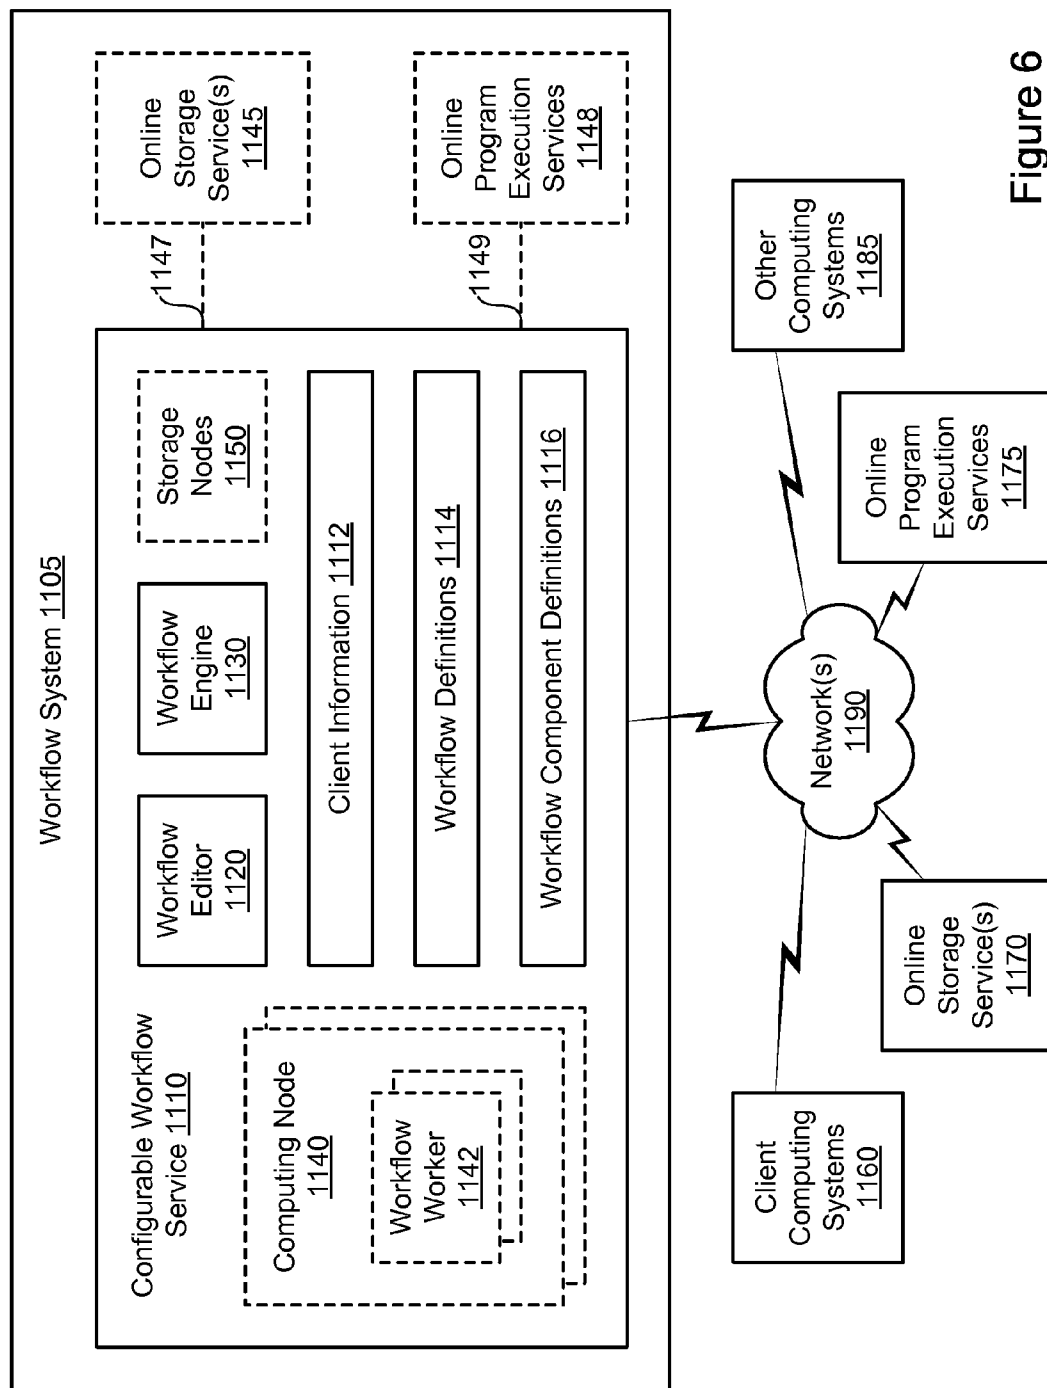 Workflow System 1105
Configurable Workflow
Service 1110
Computing Node
1140
Workflow
Worker
1142
Workflow
Editor
1120
Workflow
Engine
1130
Storage
Nodes
1150
Client Information 1112
Workflow Definitions 1114
Workflow Component Definitions 1116
1147
Online
Storage
Service(s)
1145
1149
Online
Program
Execution
Services
1148
Client
Computing
Systems
1160
Online
Storage
Service(s)
1170
Network(s)
1190
Online
Program
Execution
Services
1175
Other
Computing
Systems
1185
Figure 6